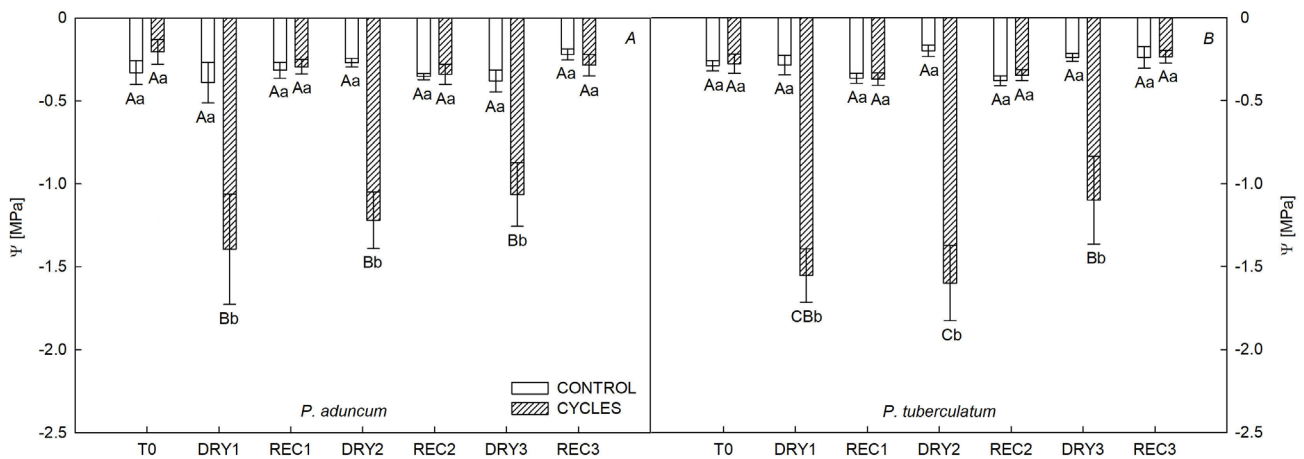 0 0
A B
Aa Aa Aa Aa Aa Aa Aa Aa Aa Aa Aa Aa Aa Aa Aa Aa Aa Aa Aa Aa Aa Aa
-0.5 -0.5
-1.0 -1.0
Ψ [MPa] Ψ [MPa]
Bb Bb Bb
-1.5 -1.5
Bb CBb Cb
-2.0 -2.0
CONTROL
P. aduncum CYCLES P. tuberculatum
-2.5 -2.5
T0 DRY1 REC1 DRY2 REC2 DRY3 REC3 T0 DRY1 REC1 DRY2 REC2 DRY3 REC3